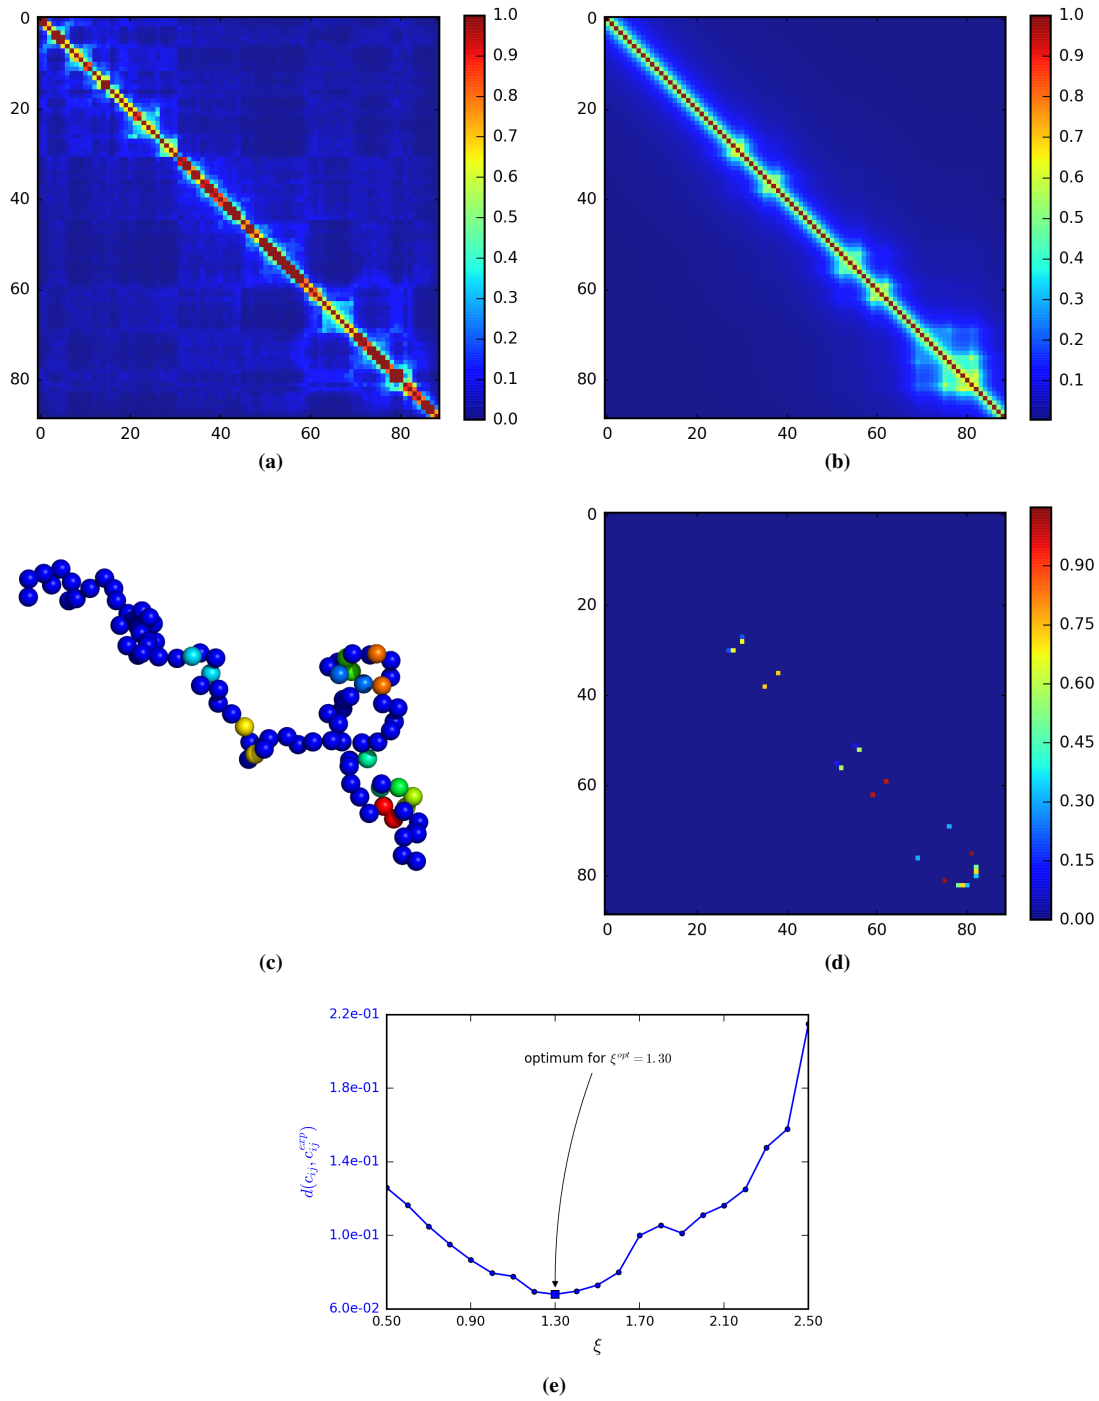 0
20
40
60
80
0 20 40 60 80
1.0
0.9
0.8
0.7
0.6
0.5
0.4
0.3
0.2
0.1
0.0
(a)
0
20
40
60
80
0 20 40 60 80
1.0
0.9
0.8
0.7
0.6
0.5
0.4
0.3
0.2
0.1
(b)
(c)
0
20
40
60
80
0 20 40 60 80
0.90
0.75
0.60
0.45
0.30
0.15
0.00
(d)
2.2e-01
1.8e-01
1.4e-01
1.0e-01
6.0e-02
d(c_{ij}, c_{ij}^{exp})
optimum for ξ^{opt} = 1.30
0.50 0.90 1.30 1.70 2.10 2.50
ξ
(e)